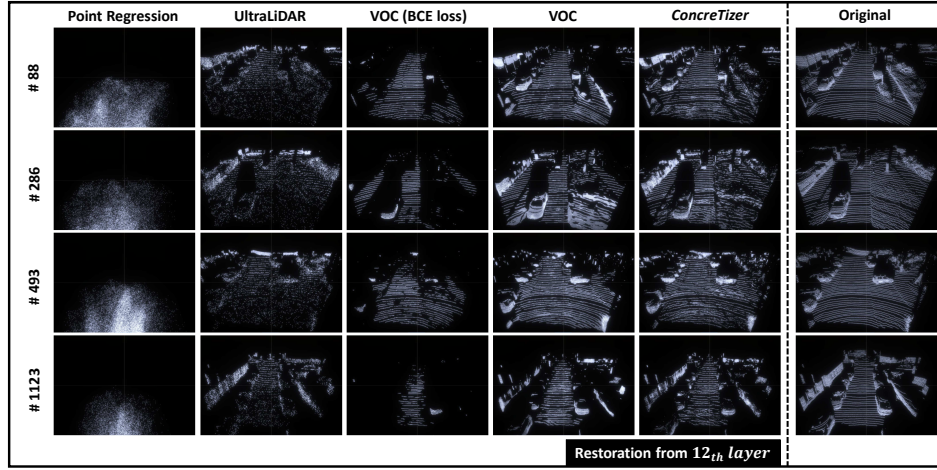 Point Regression UltraLiDAR VOC (BCE loss) VOC ConcreTizer Original
# 88
# 286
# 493
# 1123
Restoration from 12th layer